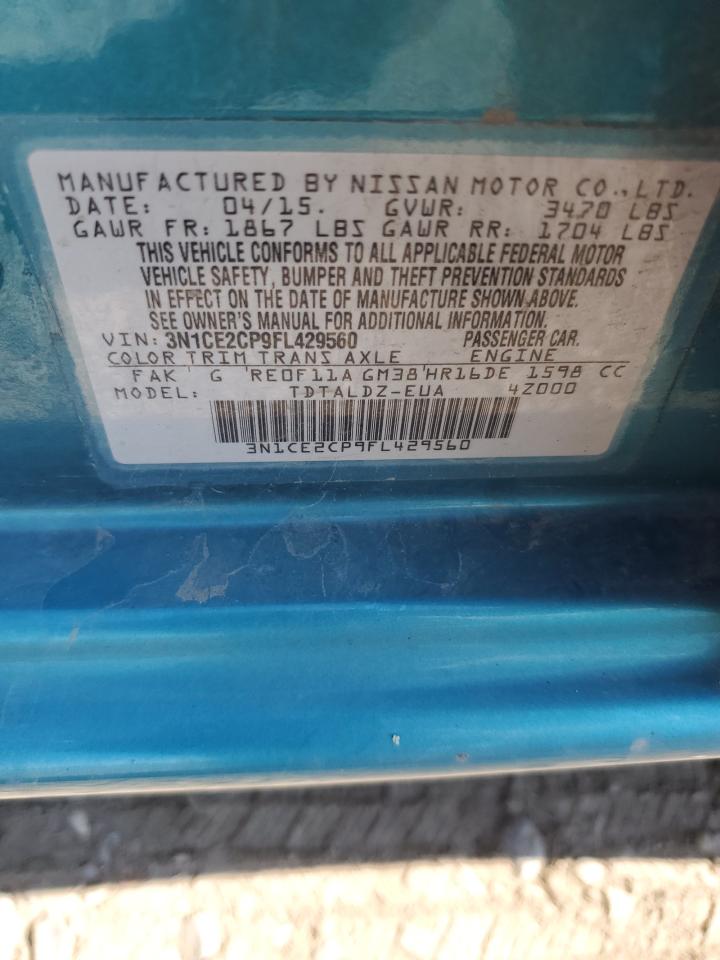 MANUFACTURED BY NISSAN MOTOR CO., LTD.
DATE: 04/15. GVWR: 3470 LBS
GAWR FR: 1867 LBS GAWR RR: 1704 LBS
THIS VEHICLE CONFORMS TO ALL APPLICABLE FEDERAL MOTOR
VEHICLE SAFETY, BUMPER AND THEFT PREVENTION STANDARDS
IN EFFECT ON THE DATE OF MANUFACTURE SHOWN ABOVE.
SEE OWNER'S MANUAL FOR ADDITIONAL INFORMATION.
VIN: 3N1CE2CP9FL429560 PASSENGER CAR.
COLOR TRIM TRANS AXLE ENGINE
FAK G RE0F11A GM38 HR16DE 1598 CC
MODEL: TDTALDZ-EUA 4Z000
3N1CE2CP9FL429560